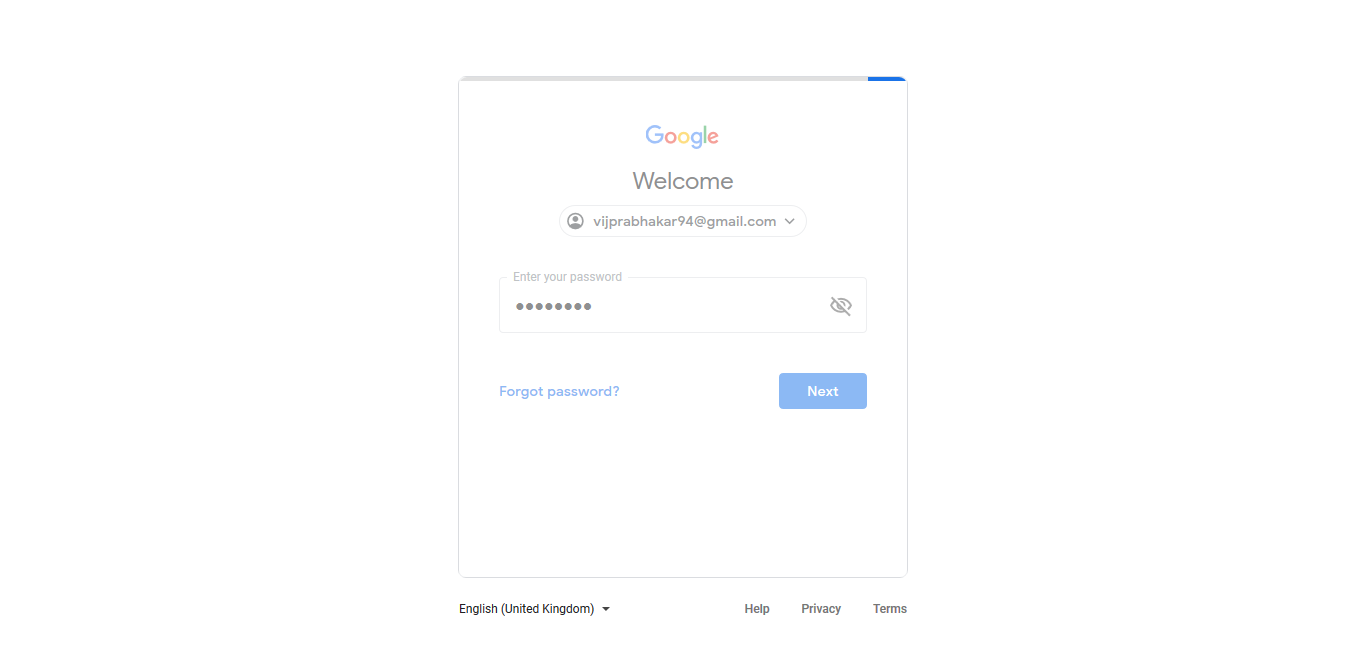 Google
Welcome
vijprabhakar94@gmail.com
Enter your password
••••••••
Forgot password?
Next
English (United Kingdom)
Help
Privacy
Terms